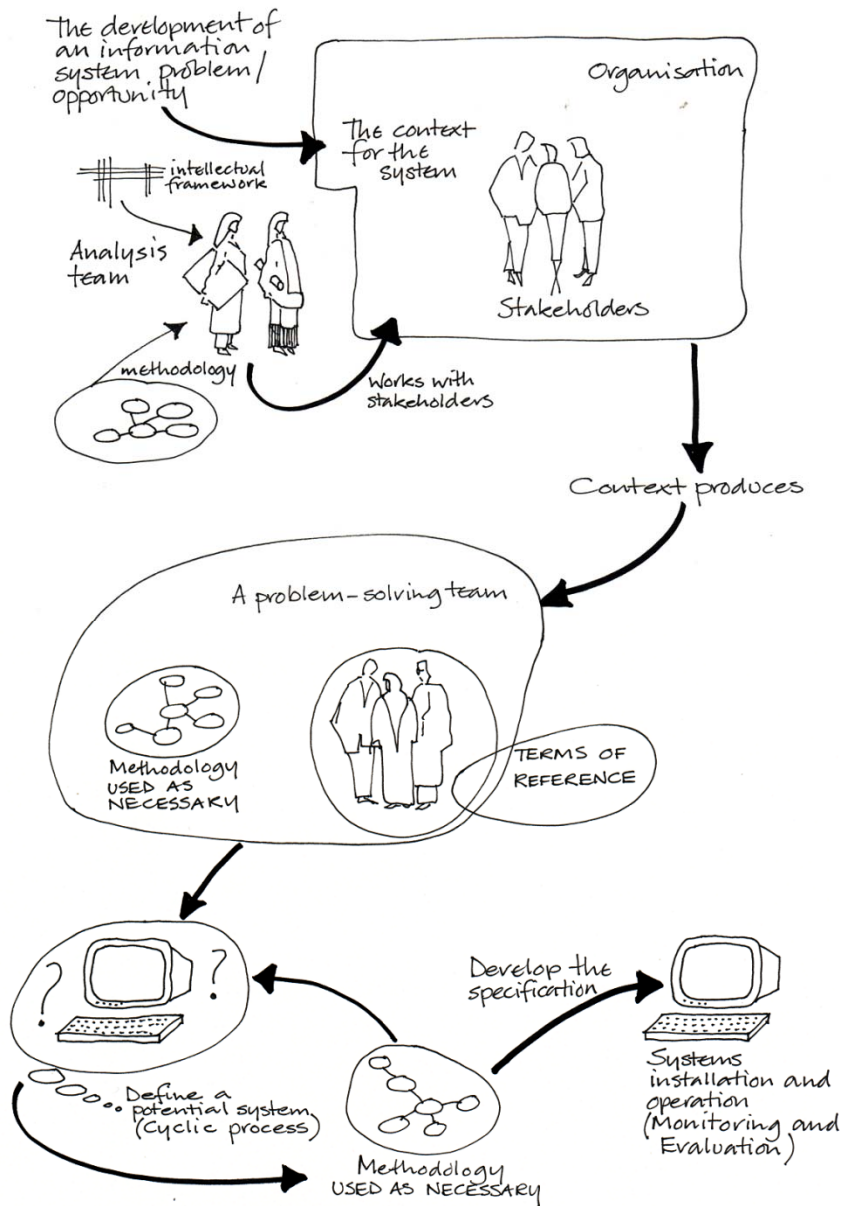 The development of
an information
system problem/
opportunity
Organisation
The context
for the
system
intellectual
framework
Analysis
team
Stakeholders
methodology
Works with
stakeholders
Context produces
A problem-solving team
Methodology
USED AS
NECESSARY
TERMS OF
REFERENCE
? ?
Develop the
specification
Define a
potential system
(Cyclic process)
Systems
installation and
operation
(Monitoring and
Evaluation)
Methodology
USED AS NECESSARY